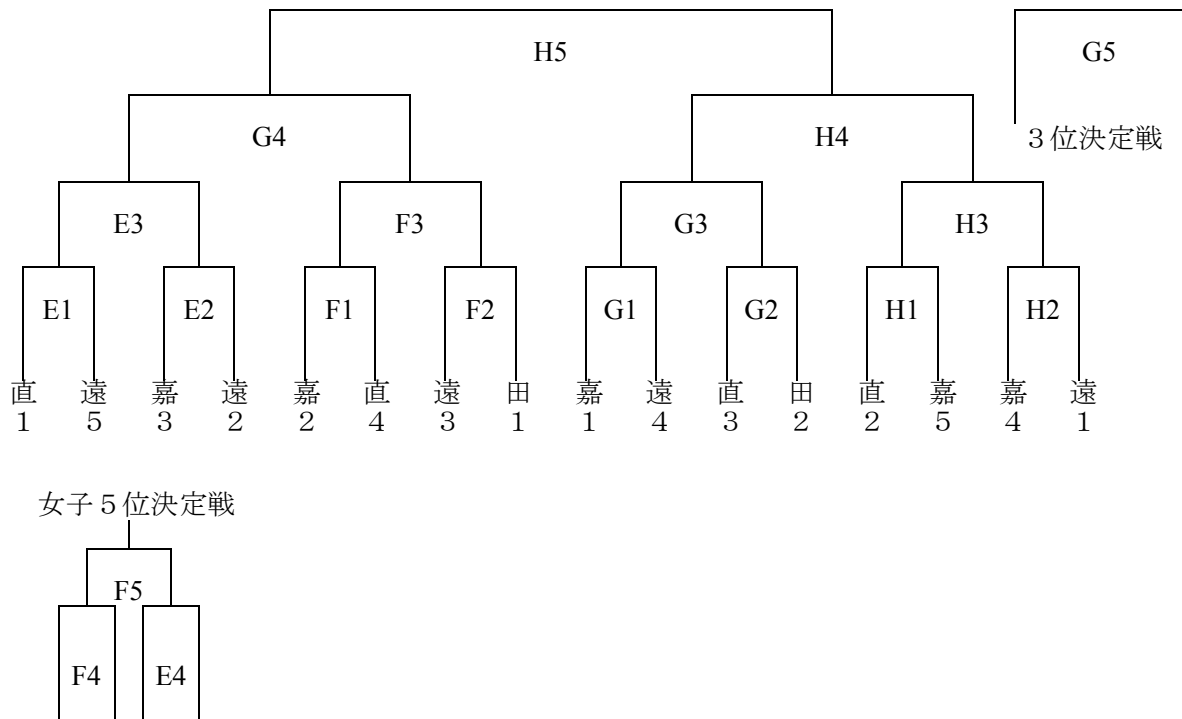 H5 G5
G4 H4 3位決定戦
E3 F3 G3 H3
E1 E2 F1 F2 G1 G2 H1 H2
直 遠 嘉 遠 嘉 直 遠 田 嘉 遠 直 田 直 嘉 嘉 遠
1 5 3 2 2 4 3 1 1 4 3 2 2 5 4 1
女子5位決定戦
F5
F4 E4